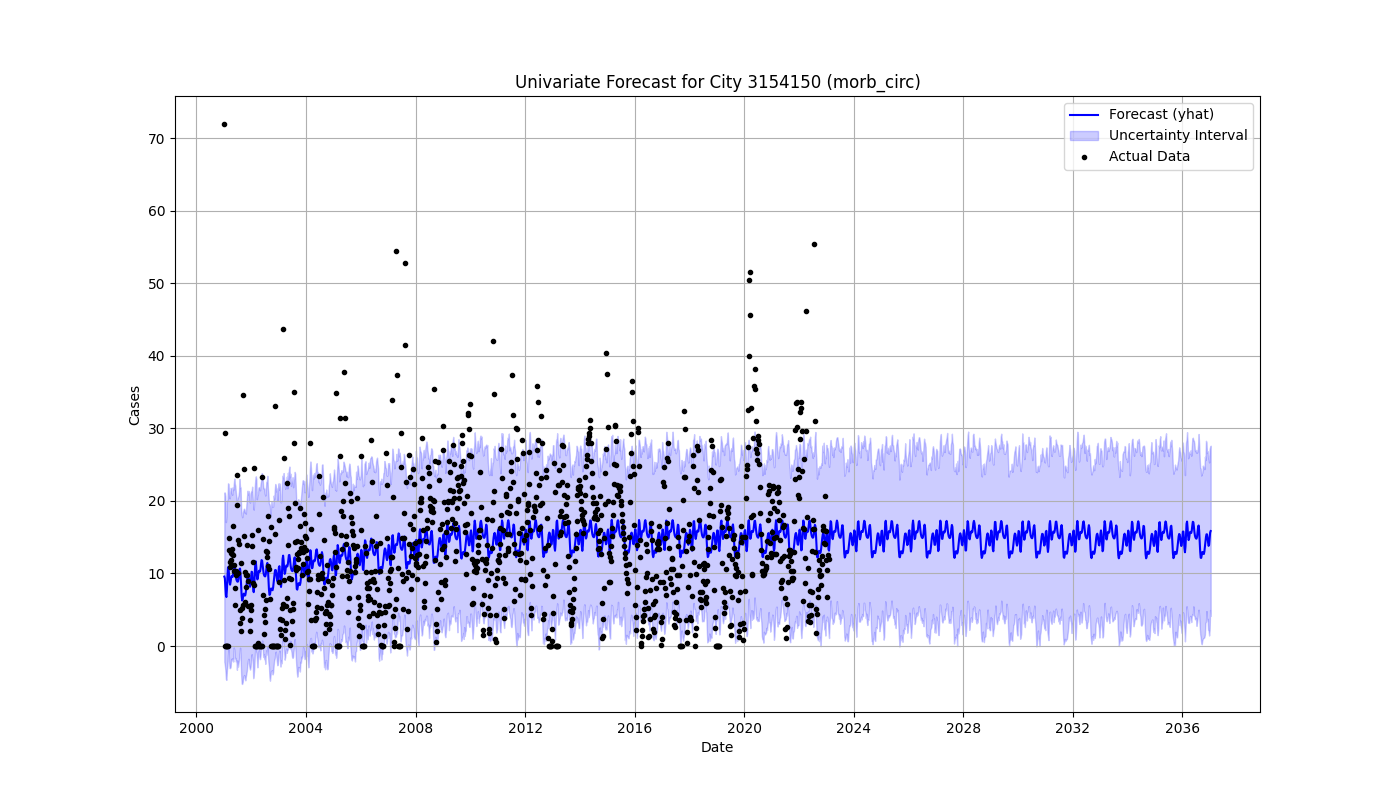 Univariate Forecast for City 3154150 (morb_circ)
Forecast (yhat)
Uncertainty Interval
Actual Data
Cases
70
60
50
40
30
20
10
0
2000 2004 2008 2012 2016 2020 2024 2028 2032 2036
Date